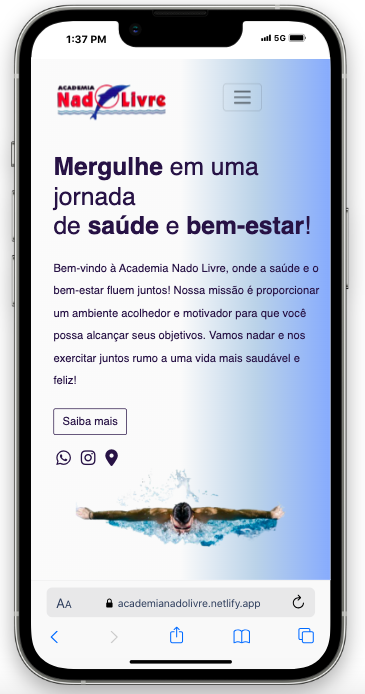 1:37 PM
5G
ACADEMIA
Nado Livre
Mergulhe em uma
jornada
de saúde e bem-estar!
Bem-vindo à Academia Nado Livre, onde a saúde e o
bem-estar fluem juntos! Nossa missão é proporcionar
um ambiente acolhedor e motivador para que você
possa alcançar seus objetivos. Vamos nadar e nos
exercitar juntos rumo a uma vida mais saudável e
feliz!
Saiba mais
AA academianadolivre.netlify.app